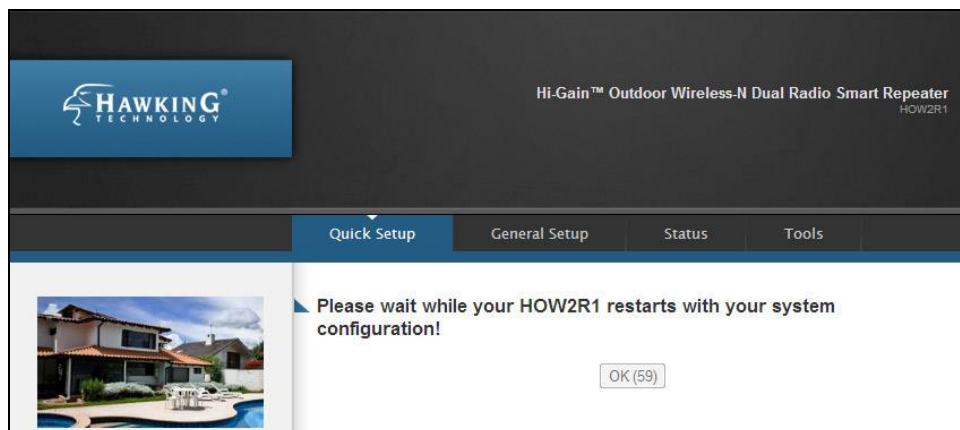 HAWKING®
TECHNOLOGY
Hi-Gain™ Outdoor Wireless-N Dual Radio Smart Repeater
HOW2R1
Quick Setup
General Setup
Status
Tools
Please wait while your HOW2R1 restarts with your system
configuration!
OK (59)